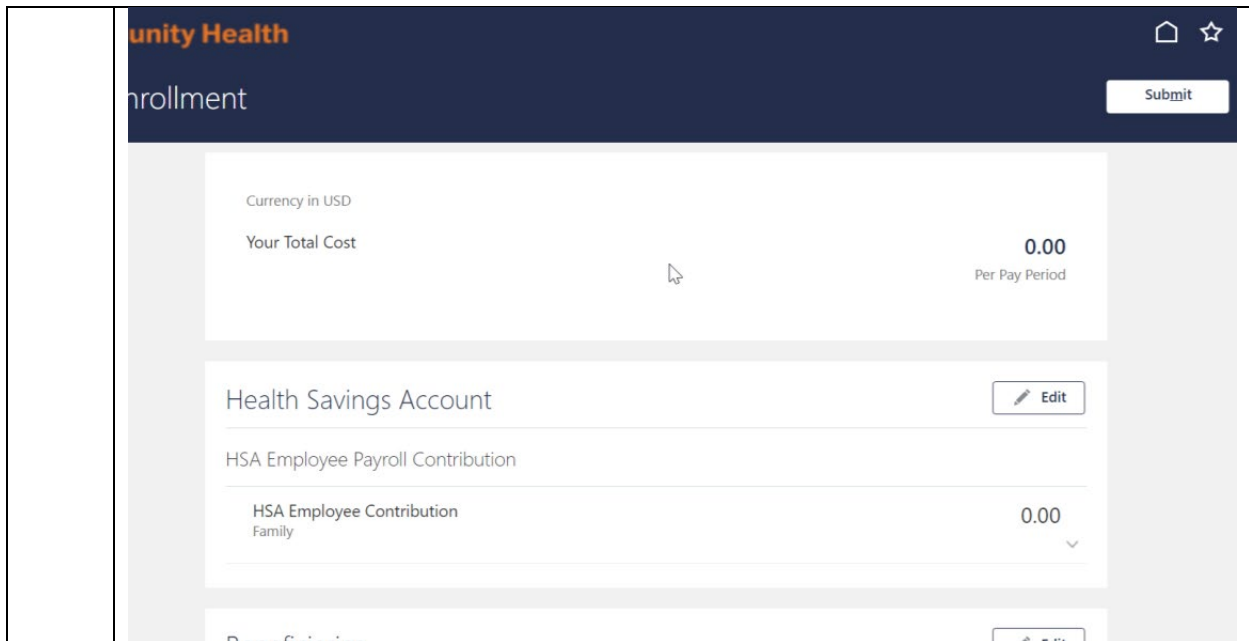 unity Health
nrollment
Submit
Currency in USD
Your Total Cost
0.00
Per Pay Period
Health Savings Account
Edit
HSA Employee Payroll Contribution
HSA Employee Contribution
0.00
Family